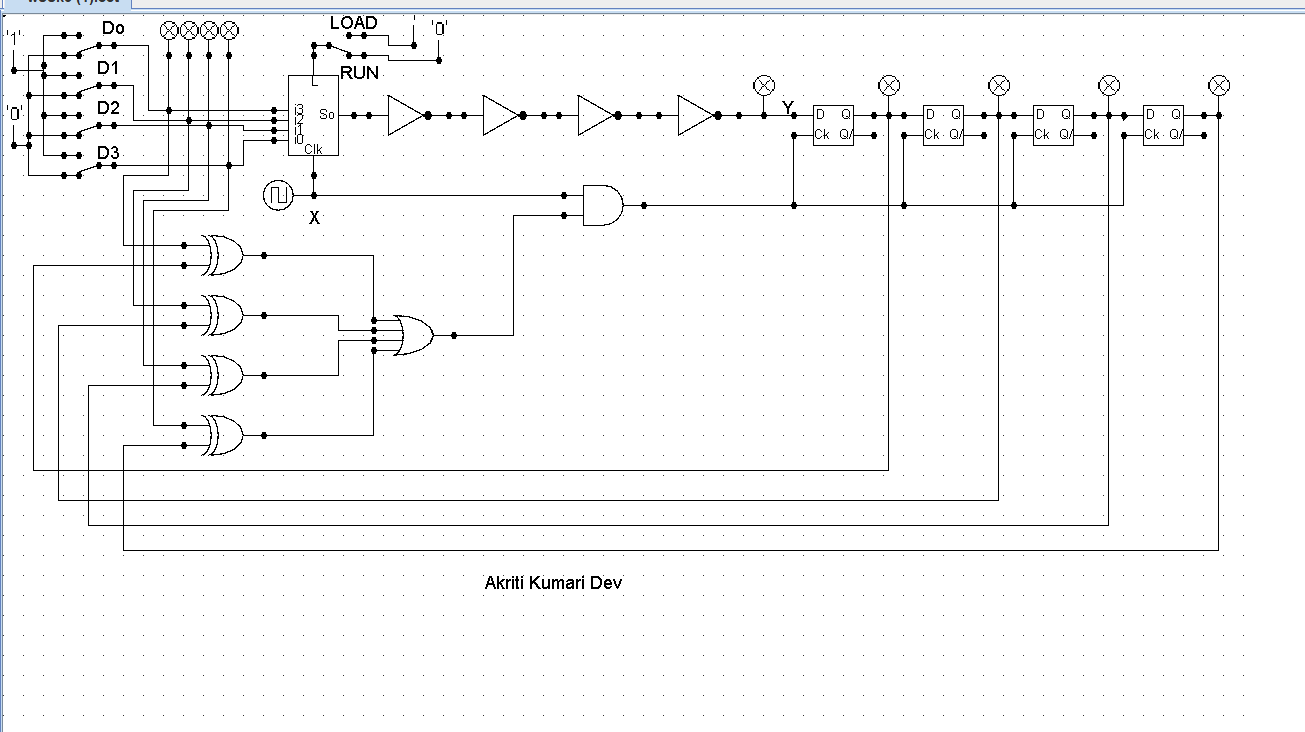 Do
'1'
LOAD
'0'
RUN
D1
D2
'0'
D3
i3
i2
i1
i0
L
So
Clk
X
Y
D Q
Ck Q/
D Q
Ck Q/
D Q
Ck Q/
D Q
Ck Q/
Akriti Kumari Dev